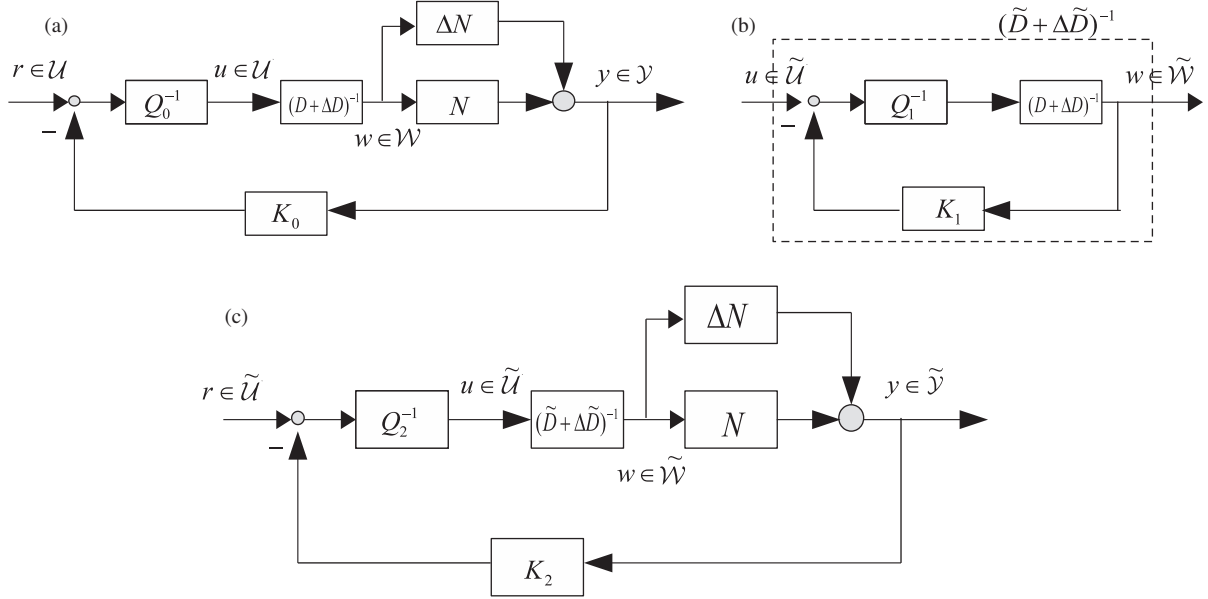 (a)
ΔN
r ∈ 𝒰
Q₀⁻¹
u ∈ 𝒰
(D + ΔD)⁻¹
w ∈ 𝒲
N
y ∈ 𝒴
−
K₀
(b)
(D̃ + ΔD̃)⁻¹
u ∈ 𝒰̃
Q₁⁻¹
(D + ΔD)⁻¹
w ∈ 𝒲̃
−
K₁
(c)
ΔN
r ∈ 𝒰̃
Q₂⁻¹
u ∈ 𝒰̃
(D̃ + ΔD̃)⁻¹
w ∈ 𝒲̃
N
y ∈ 𝒴̃
−
K₂